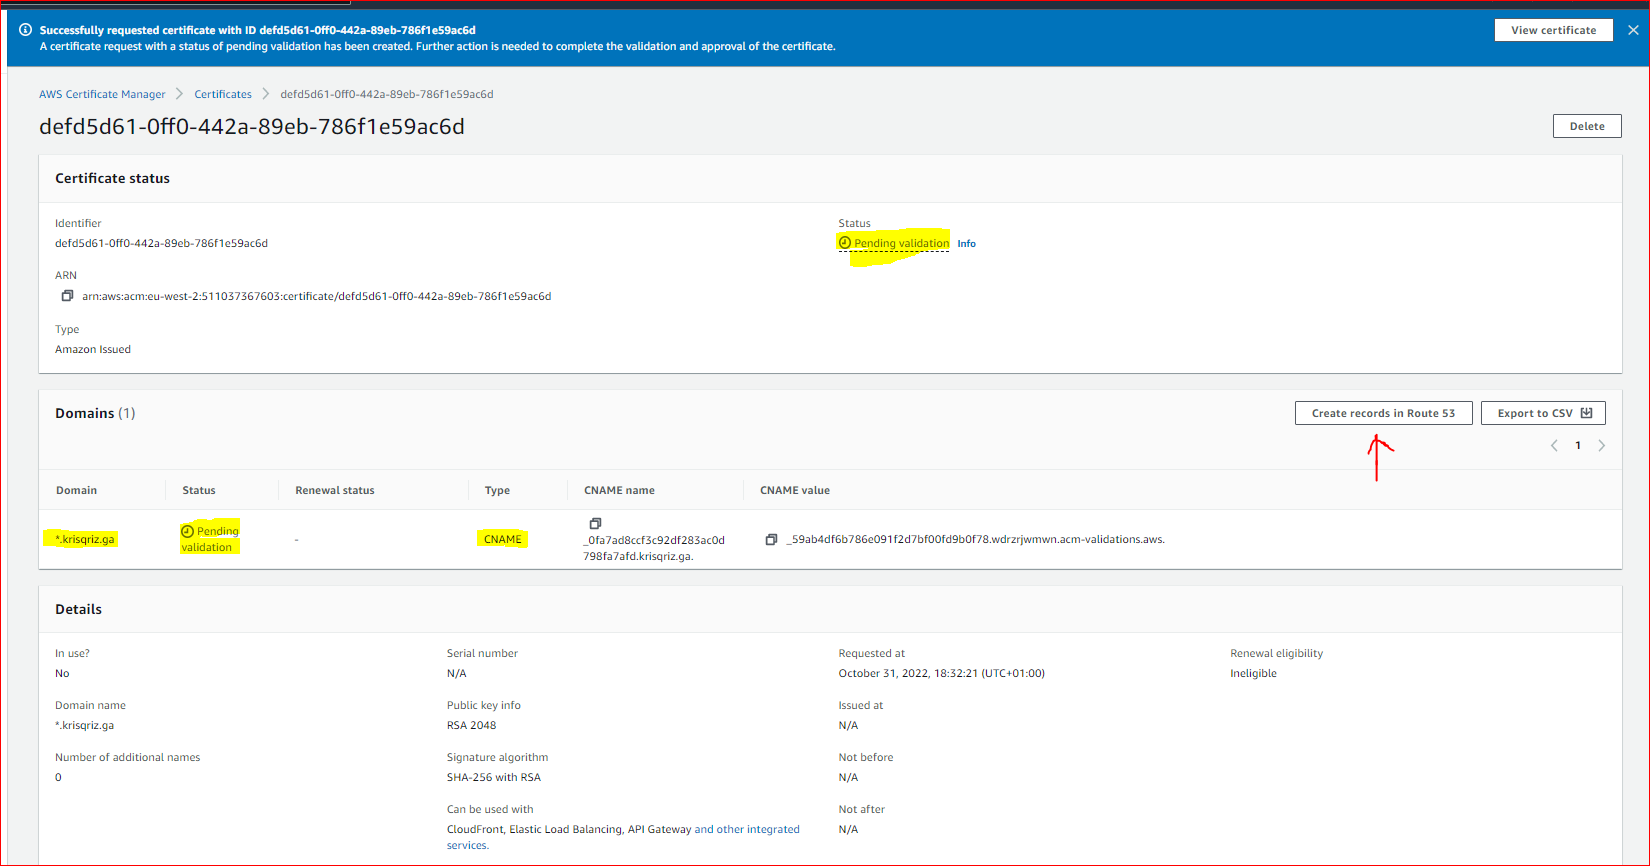 Successfully requested certificate with ID defd5d61-0ff0-442a-89eb-786f1e59ac6d
A certificate request with a status of pending validation has been created. Further action is needed to complete the validation and approval of the certificate.
View certificate
AWS Certificate Manager > Certificates > defd5d61-0ff0-442a-89eb-786f1e59ac6d
defd5d61-0ff0-442a-89eb-786f1e59ac6d
Delete
Certificate status
Identifier
defd5d61-0ff0-442a-89eb-786f1e59ac6d
Status
Pending validation Info
ARN
arn:aws:acm:eu-west-2:511037367603:certificate/defd5d61-0ff0-442a-89eb-786f1e59ac6d
Type
Amazon Issued
Domains (1)
Create records in Route 53
Export to CSV
1
Domain Status Renewal status Type CNAME name CNAME value
*.krisqriz.ga
Pending
validation
-
CNAME
_0fa7ad8ccf3c92df283ac0d
798fa7afd.krisqriz.ga.
_59ab4df6b786e091f2d7bf00fd9b0f78.wdrzrjwmwn.acm-validations.aws.
Details
In use?
No
Domain name
*.krisqriz.ga
Number of additional names
0
Serial number
N/A
Public key info
RSA 2048
Signature algorithm
SHA-256 with RSA
Can be used with
CloudFront, Elastic Load Balancing, API Gateway and other integrated
services.
Requested at
October 31, 2022, 18:32:21 (UTC+01:00)
Issued at
N/A
Not before
N/A
Not after
N/A
Renewal eligibility
Ineligible